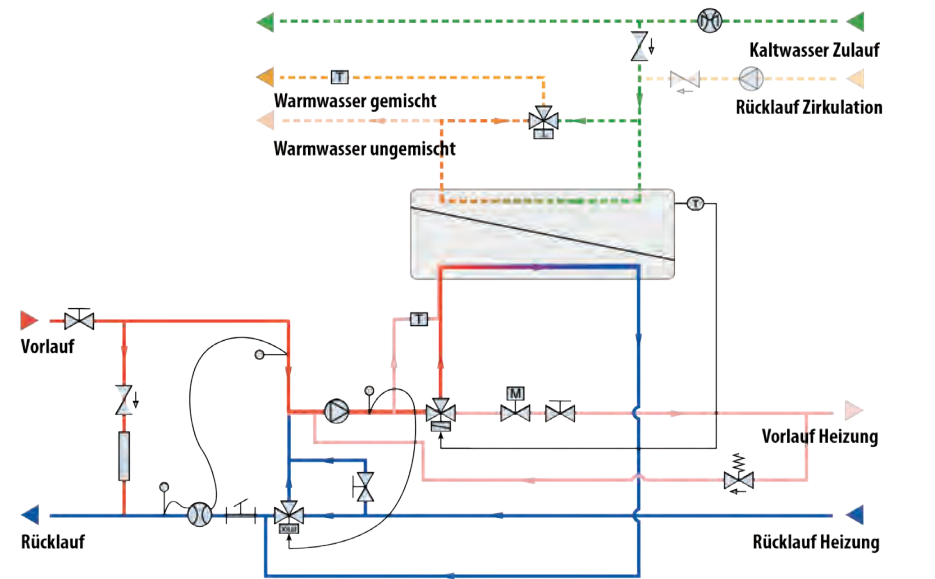 Kaltwasser Zulauf
T
Warmwasser gemischt
Rücklauf Zirkulation
Warmwasser ungemischt
T
T
Vorlauf
M
Vorlauf Heizung
Rücklauf
Rücklauf Heizung